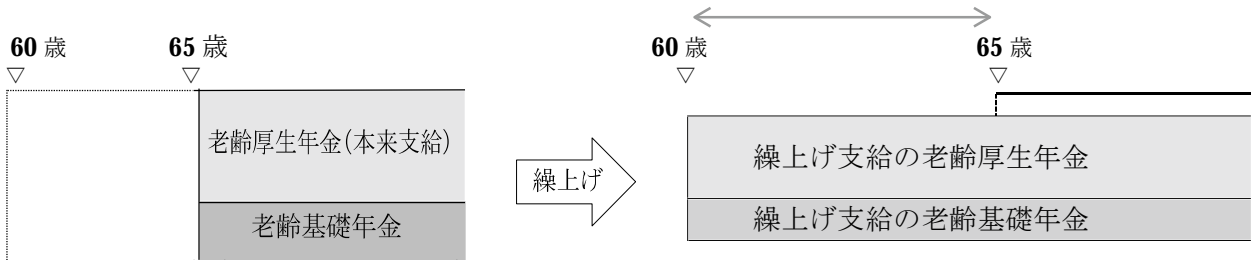 60 歳
65 歳
老齢厚生年金(本来支給)
老齢基礎年金
繰上げ
60 歳
65 歳
繰上げ支給の老齢厚生年金
繰上げ支給の老齢基礎年金